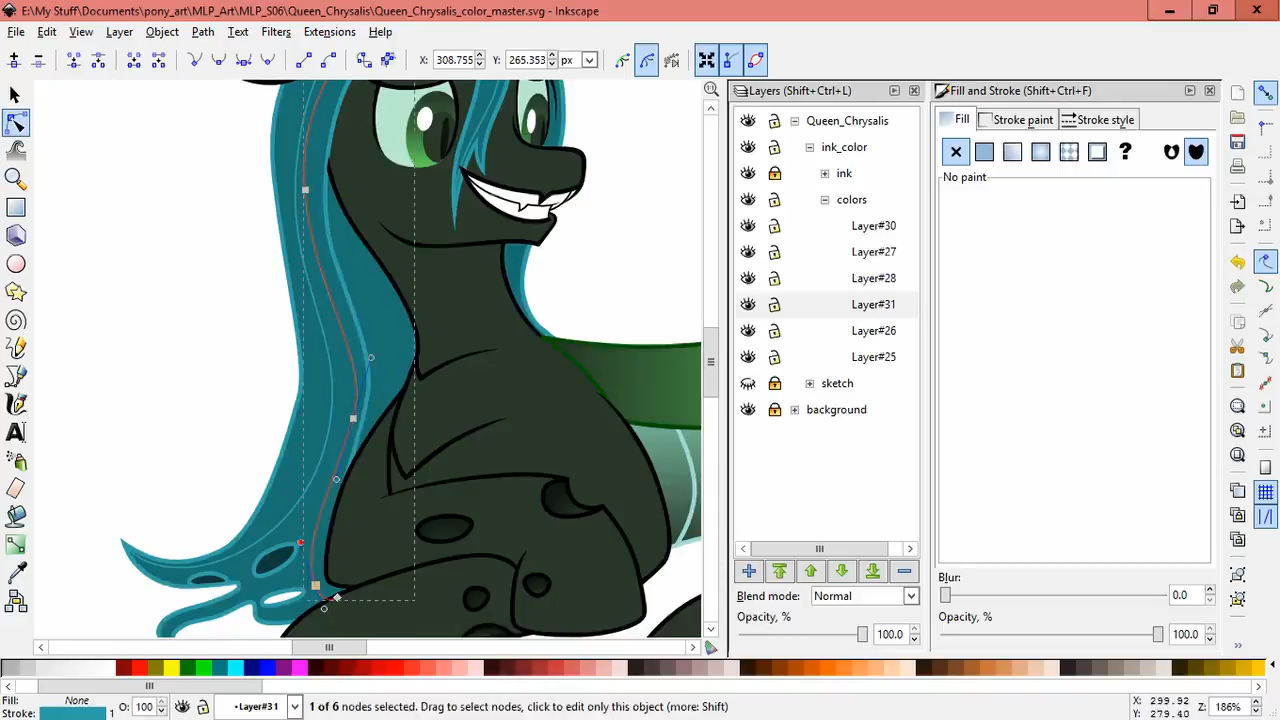 E:\My Stuff\Documents\pony_art\MLP_Art\MLP_S06\Queen_Chrysalis\Queen_Chrysalis_color_master.svg - Inkscape
File Edit View Layer Object Path Text Filters Extensions Help
X: 308.755 Y: 265.353 px
Layers (Shift+Ctrl+L)
Fill and Stroke (Shift+Ctrl+F)
Queen_Chrysalis
Fill Stroke paint Stroke style
ink_color
ink
No paint
colors
Layer#30
Layer#27
Layer#28
Layer#31
Layer#26
Layer#25
sketch
background
Blur:
Blend mode: Normal
0.0
Opacity, %
Opacity, %
100.0
100.0
Fill: None
Stroke: 1
O: 100
•Layer#31
1 of 6 nodes selected. Drag to select nodes, click to edit only this object (more: Shift)
X: 299.92
Y: 279.40
Z: 186%